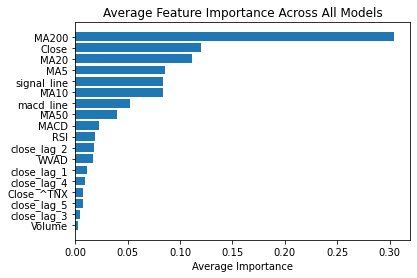 Average Feature Importance Across All Models
MA200
Close
MA20
MA5
signal_line
MA10
macd_line
MA50
MACD
RSI
close_lag_2
WVAD
close_lag_1
close_lag_4
Close_^TNX
close_lag_5
close_lag_3
Volume
0.00 0.05 0.10 0.15 0.20 0.25 0.30
Average Importance